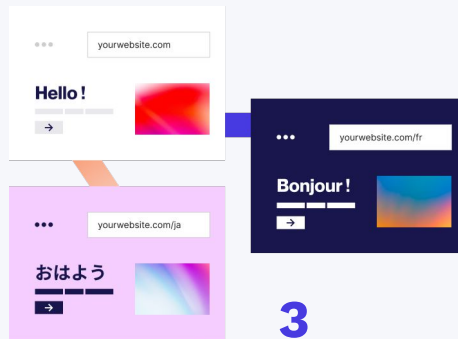 yourwebsite.com
Hello !
yourwebsite.com/fr
Bonjour !
yourwebsite.com/ja
おはよう
3